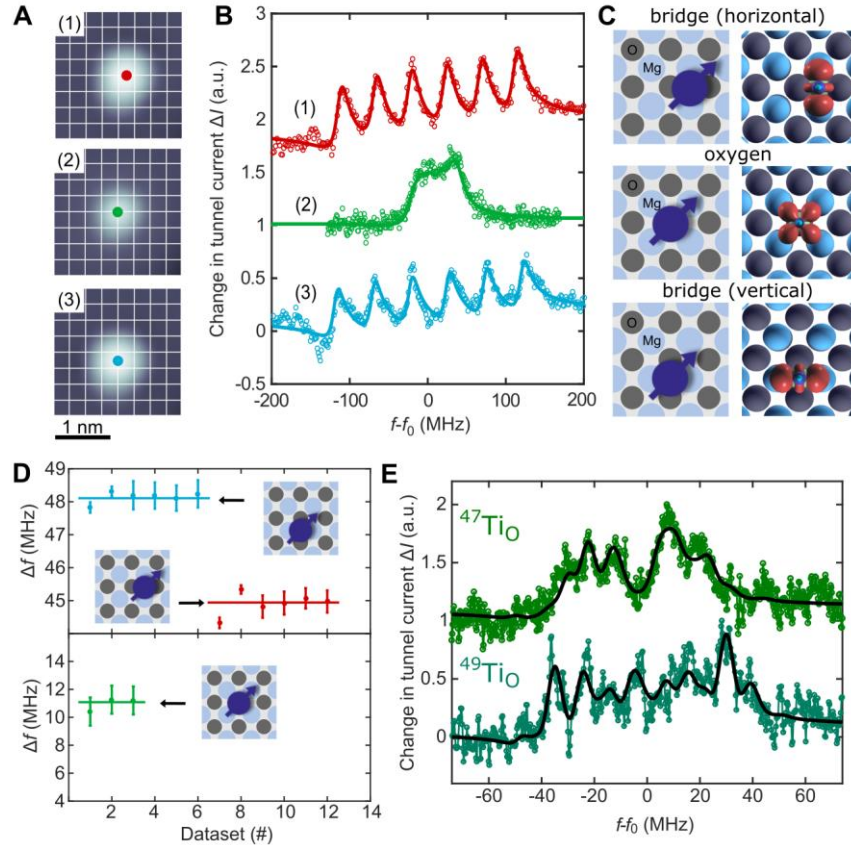 A
(1)
(2)
(3)
1 nm
B
Change in tunnel current ΔI (a.u.)
3
2.5
2
1.5
1
0.5
0
-0.5
(1)
(2)
(3)
-200
-100
0
100
200
f-f0 (MHz)
C
bridge (horizontal)
O
Mg
oxygen
O
Mg
bridge (vertical)
O
Mg
D
Δf (MHz)
49
48
47
46
45
Δf (MHz)
14
12
10
8
6
4
2
4
6
8
10
12
14
Dataset (#)
E
Change in tunnel current ΔI (a.u.)
2
1
0.5
0
⁴⁷Tiₒ
⁴⁹Tiₒ
-60
-40
-20
0
20
40
60
f-f₀ (MHz)